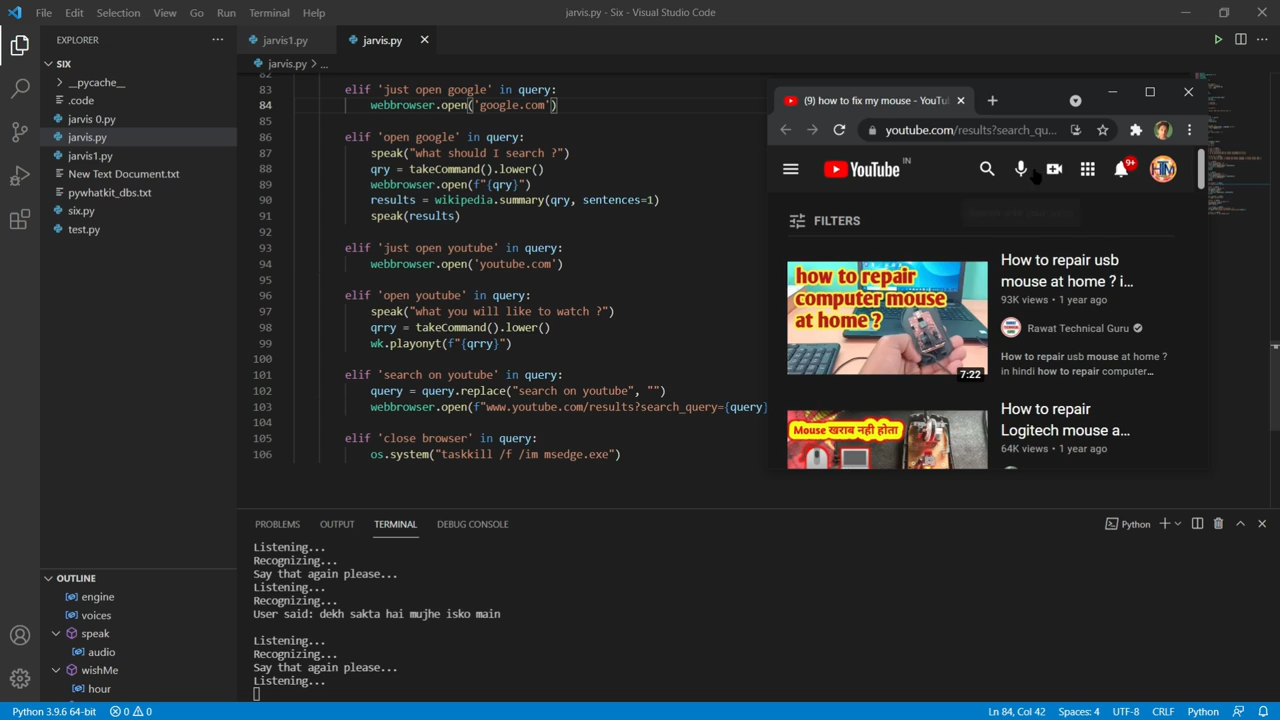 File Edit Selection View Go Run Terminal Help
jarvis.py - Six - Visual Studio Code
EXPLORER
SIX
__pycache__
.code
jarvis 0.py
jarvis.py
jarvis1.py
New Text Document.txt
pywhatkit_dbs.txt
six.py
test.py
OUTLINE
engine
voices
speak
audio
wishMe
hour
jarvis1.py
jarvis.py
jarvis.py > ...
82
83 elif 'just open google' in query:
84 webbrowser.open('google.com')
85
86 elif 'open google' in query:
87 speak("what should I search ?")
88 qry = takeCommand().lower()
89 webbrowser.open(f"{qry}")
90 results = wikipedia.summary(qry, sentences=1)
91 speak(results)
92
93 elif 'just open youtube' in query:
94 webbrowser.open('youtube.com')
95
96 elif 'open youtube' in query:
97 speak("what you will like to watch ?")
98 qrry = takeCommand().lower()
99 wk.playonyt(f"{qrry}")
100
101 elif 'search on youtube' in query:
102 query = query.replace("search on youtube", "")
103 webbrowser.open(f"www.youtube.com/results?search_query={query}
104
105 elif 'close browser' in query:
106 os.system("taskkill /f /im msedge.exe")
(9) how to fix my mouse - YouTu
youtube.com/results?search_qu...
YouTube IN
9+
HTM
FILTERS
how to repair
computer mouse
at home ?
7:22
How to repair usb
mouse at home ? i...
93K views • 1 year ago
Rawat Technical Guru
How to repair usb mouse at home ?
in hindi how to repair computer...
Mouse खराब नही होता
How to repair
Logitech mouse a...
64K views • 1 year ago
PROBLEMS OUTPUT TERMINAL DEBUG CONSOLE
Python
Listening...
Recognizing...
Say that again please...
Listening...
Recognizing...
User said: dekh sakta hai mujhe isko main
Listening...
Recognizing...
Say that again please...
Listening...
Python 3.9.6 64-bit 0 0
Ln 84, Col 42 Spaces: 4 UTF-8 CRLF Python